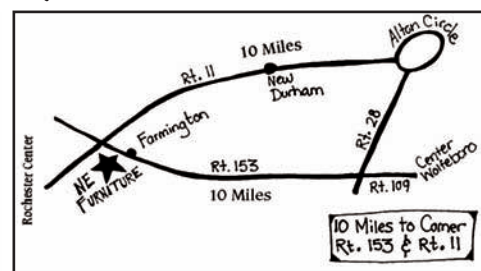 Alton Circle
10 Miles
Rt. 11
New
Durham
Rt. 28
Farmington
Rochester Center
NE
FURNITURE
Rt. 153
10 Miles
Center
Wolfeboro
Rt. 109
10 Miles to Corner
Rt. 153 & Rt. 11